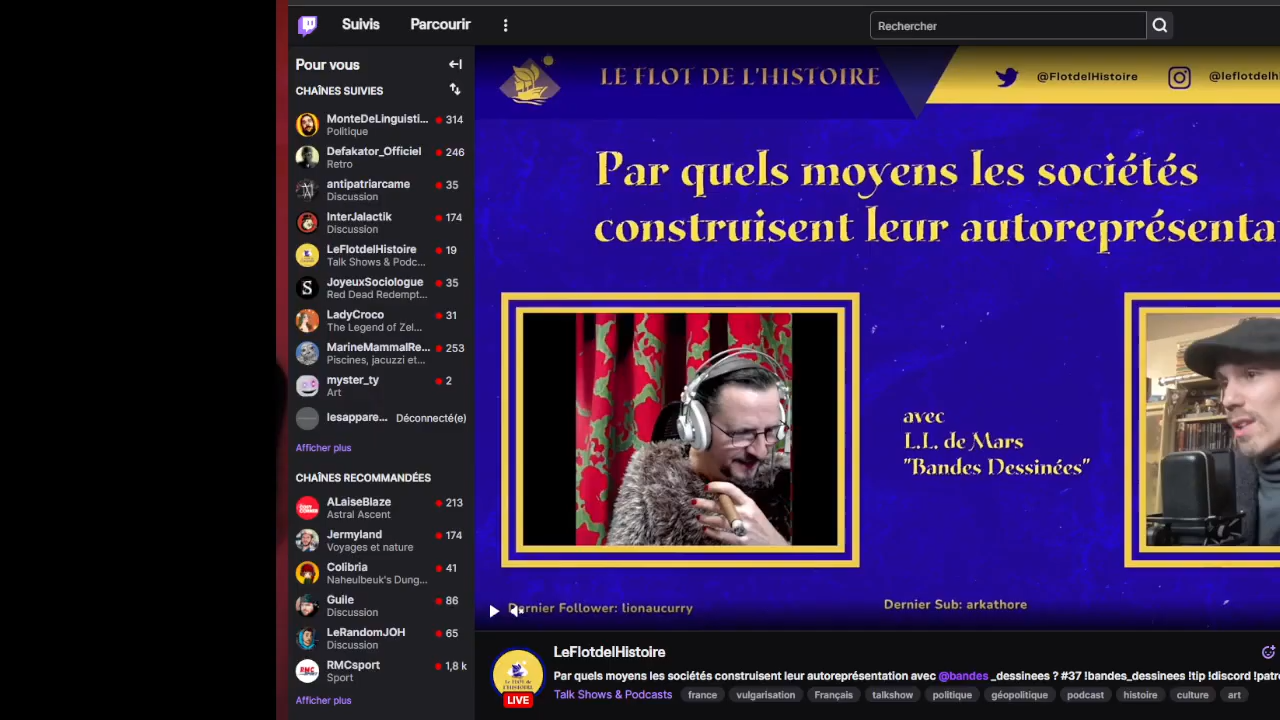 Suivis
Parcourir
Rechercher
Pour vous
CHAÎNES SUIVIES
MonteDeLinguisti... 314
Politique
Defakator_Officiel 246
Retro
antipatriarcame 35
Discussion
InterJalactik 174
Discussion
LeFlotdelHistoire 19
Talk Shows & Podc...
JoyeuxSociologue 35
Red Dead Redempt...
LadyCroco 31
The Legend of Zel...
MarineMammalRe... 253
Piscines, jacuzzi et...
myster_ty 2
Art
lesappare... Déconnecté(e)
Afficher plus
CHAÎNES RECOMMANDÉES
ALaiseBlaze 213
Astral Ascent
Jermyland 174
Voyages et nature
Colibria 41
Naheulbeuk's Dung...
Guile 86
Discussion
LeRandomJOH 65
Discussion
RMCsport 1,8 k
Sport
Afficher plus
LE FLOT DE L'HISTOIRE
@FlotdelHistoire
@leflotdelh
Par quels moyens les sociétés
construisent leur autoreprésenta
avec
L.L. de Mars
"Bandes Dessinées"
Dernier Follower: lionaucurry
Dernier Sub: arkathore
LIVE
LeFlotdelHistoire
Par quels moyens les sociétés construisent leur autoreprésentation avec @bandes _dessinees ? #37 !bandes_dessinees !tip !discord !patre
Talk Shows & Podcasts france vulgarisation Français talkshow politique géopolitique podcast histoire culture art